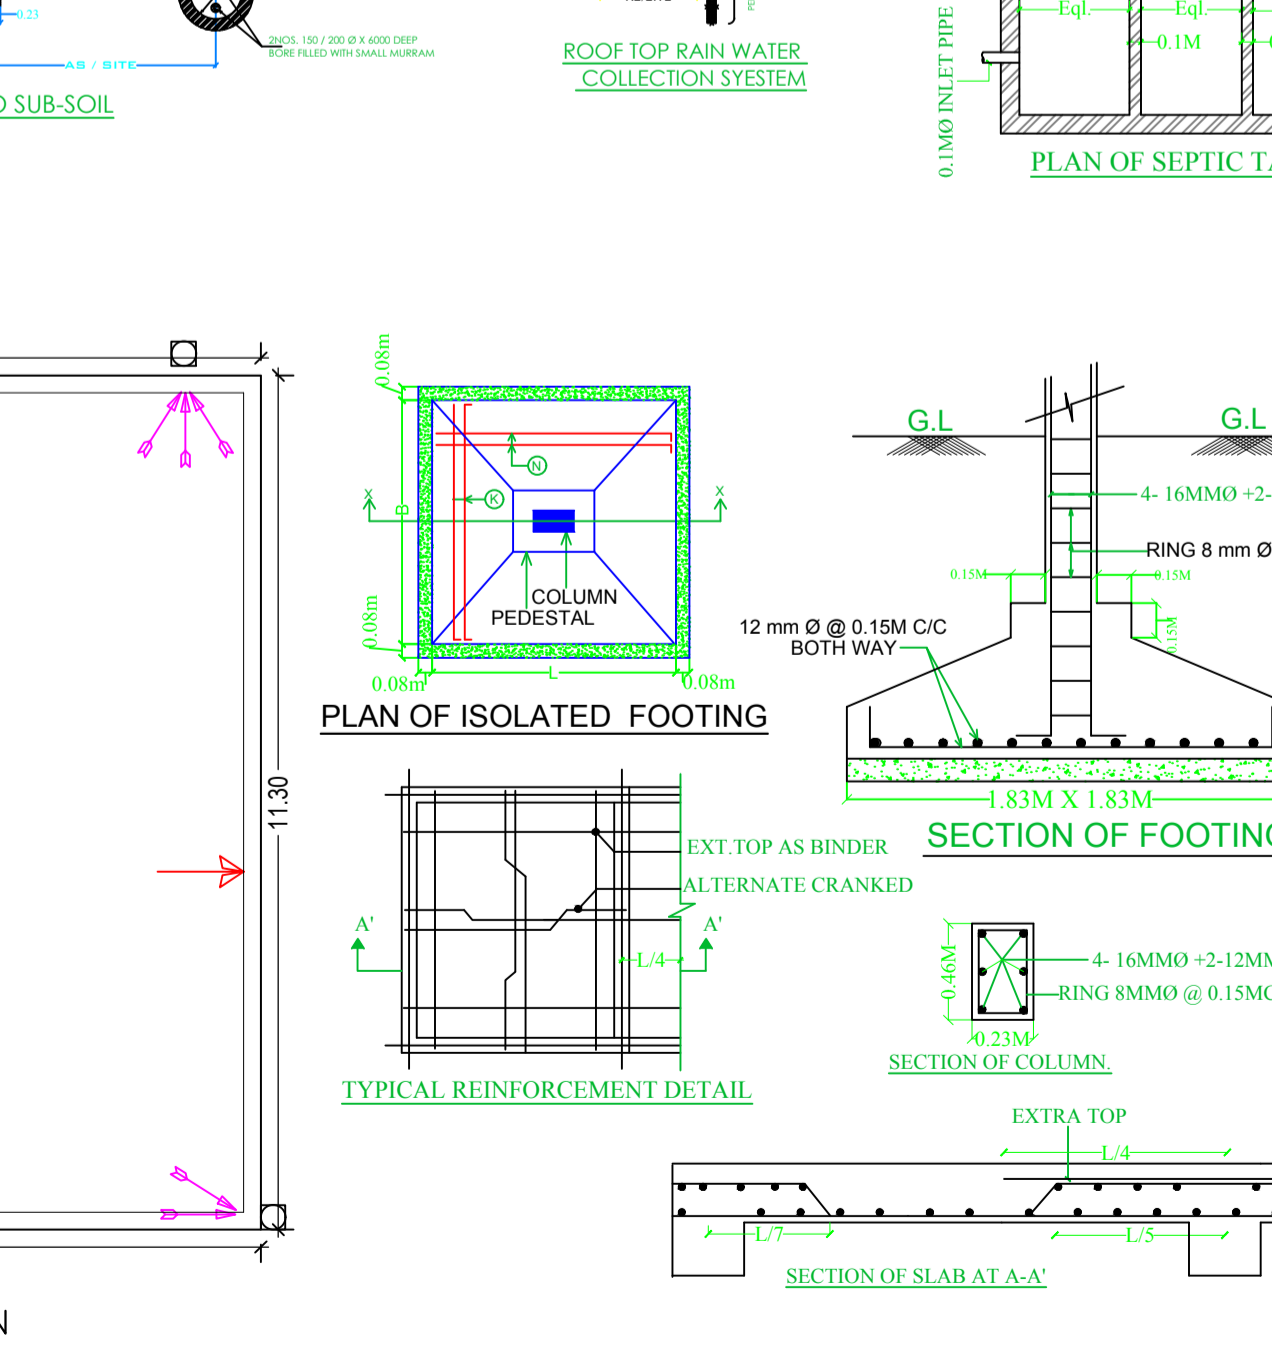 0.23
2NOS. 150 / 200 Ø X 6000 DEEP
BORE FILLED WITH SMALL MURRAM
AS / SITE
SUB-SOIL
ROOF TOP RAIN WATER
COLLECTION SYESTEM
0.1MØ INLET PIPE
Eql.
Eql.
0.1M
PLAN OF SEPTIC
11.30
0.08m
N
K
X
X
B
COLUMN
PEDESTAL
0.08m
0.08m
L
0.08m
PLAN OF ISOLATED FOOTING
G.L
G.L
4- 16MMØ +2-
RING 8 mm Ø
0.15M
0.15M
0.15M
12 mm Ø @ 0.15M C/C
BOTH WAY
1.83M X 1.83M
SECTION OF FOOTING
EXT.TOP AS BINDER
ALTERNATE CRANKED
A'
A'
L/4
TYPICAL REINFORCEMENT DETAIL
0.46M
4- 16MMØ +2-12MM
RING 8MMØ @ 0.15MC
0.23M
SECTION OF COLUMN.
EXTRA TOP
L/4
L/7
L/5
SECTION OF SLAB AT A-A'
N